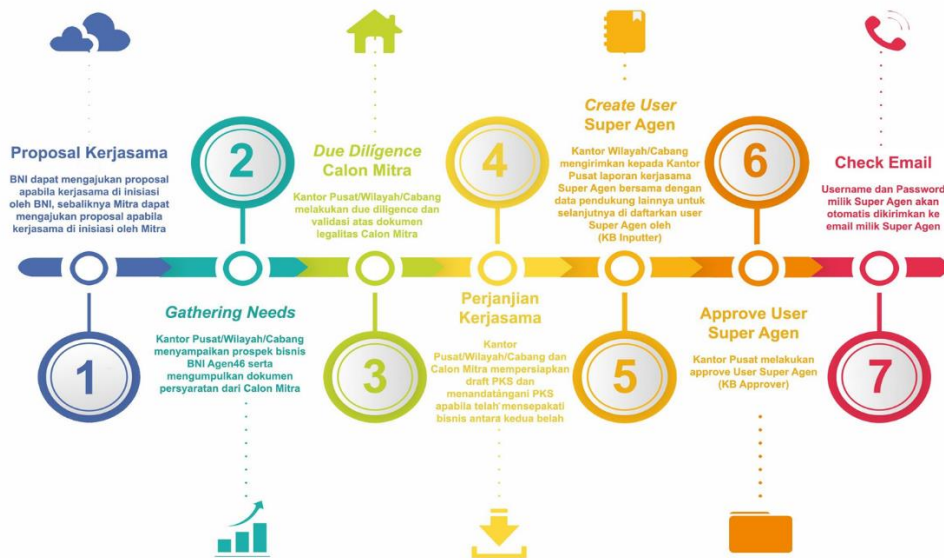 Proposal Kerjasama
BNI dapat mengajukan proposal
apabila kerjasama di inisiasi
oleh BNI, sebaliknya Mitra dapat
mengajukan proposal apabila
kerjasama di inisiasi oleh Mitra
1
2
Gathering Needs
Kantor Pusat/Wilayah/Cabang
menyampaikan prospek bisnis
BNI Agen46 serta
mengumpulkan dokumen
persyaratan dari Calon Mitra
Due Diligence
Calon Mitra
Kantor Pusat/Wilayah/Cabang
melakukan due diligence dan
validasi atas dokumen
legalitas Calon Mitra
3
4
Perjanjian
Kerjasama
Kantor
Pusat/Wilayah/Cabang dan
Calon Mitra mempersiapkan
draft PKS dan
menandatangani PKS
apabila telah mensepakati
bisnis antara kedua belah
Create User
Super Agen
Kantor Wilayah/Cabang
mengirimkan kepada Kantor
Pusat laporan kerjasama
Super Agen bersama dengan
data pendukung lainnya untuk
selanjutnya di daftarkan user
Super Agen oleh
(KB Inputter)
5
6
Approve User
Super Agen
Kantor Pusat melakukan
approve User Super Agen
(KB Approver)
Check Email
Username dan Password
milik Super Agen akan
otomatis dikirimkan ke
email milik Super Agen
7